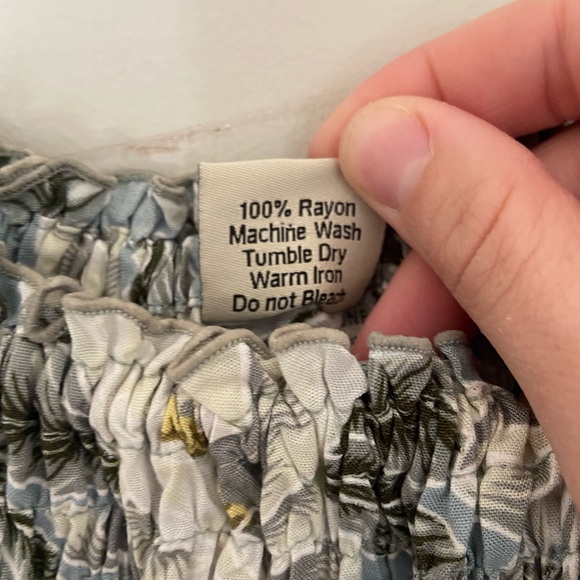 100% Rayon
Machine Wash
Tumble Dry
Warm Iron
Do not Bleach